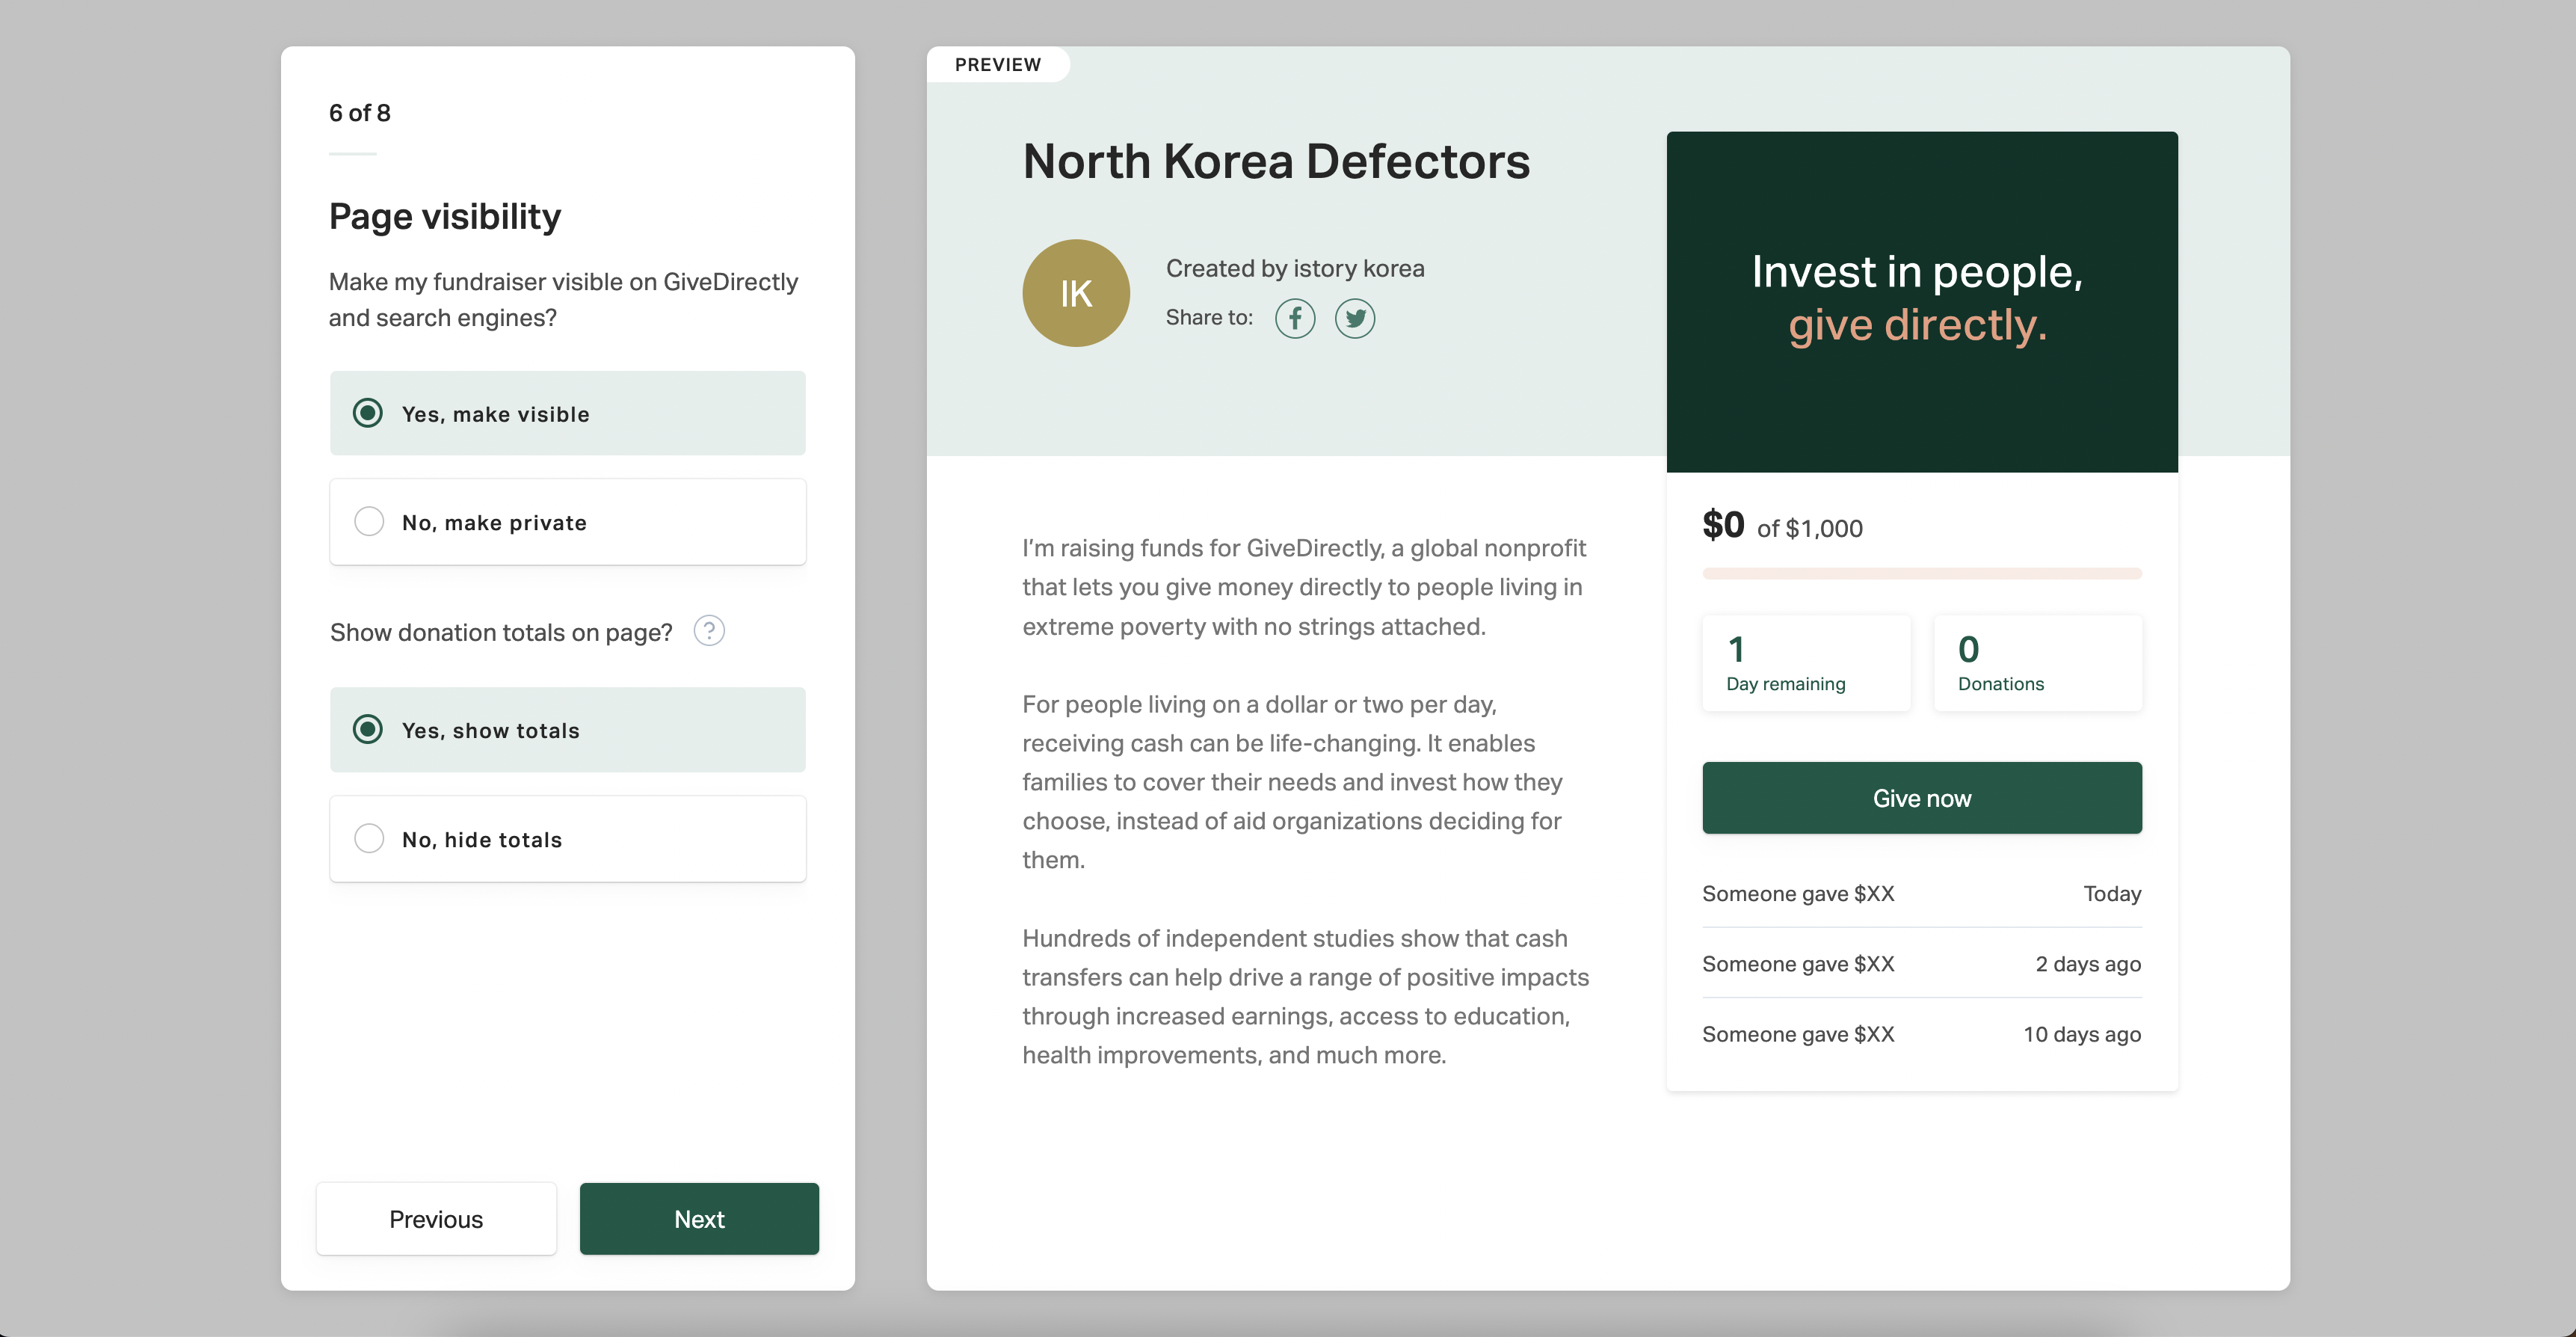 6 of 8
Page visibility
Make my fundraiser visible on GiveDirectly
and search engines?
Yes, make visible
No, make private
Show donation totals on page? ?
Yes, show totals
No, hide totals
Previous
Next
PREVIEW
North Korea Defectors
IK
Created by istory korea
Share to:
I'm raising funds for GiveDirectly, a global nonprofit
that lets you give money directly to people living in
extreme poverty with no strings attached.
For people living on a dollar or two per day,
receiving cash can be life-changing. It enables
families to cover their needs and invest how they
choose, instead of aid organizations deciding for
them.
Hundreds of independent studies show that cash
transfers can help drive a range of positive impacts
through increased earnings, access to education,
health improvements, and much more.
Invest in people,
give directly.
$0 of $1,000
1
Day remaining
0
Donations
Give now
Someone gave $XX Today
Someone gave $XX 2 days ago
Someone gave $XX 10 days ago